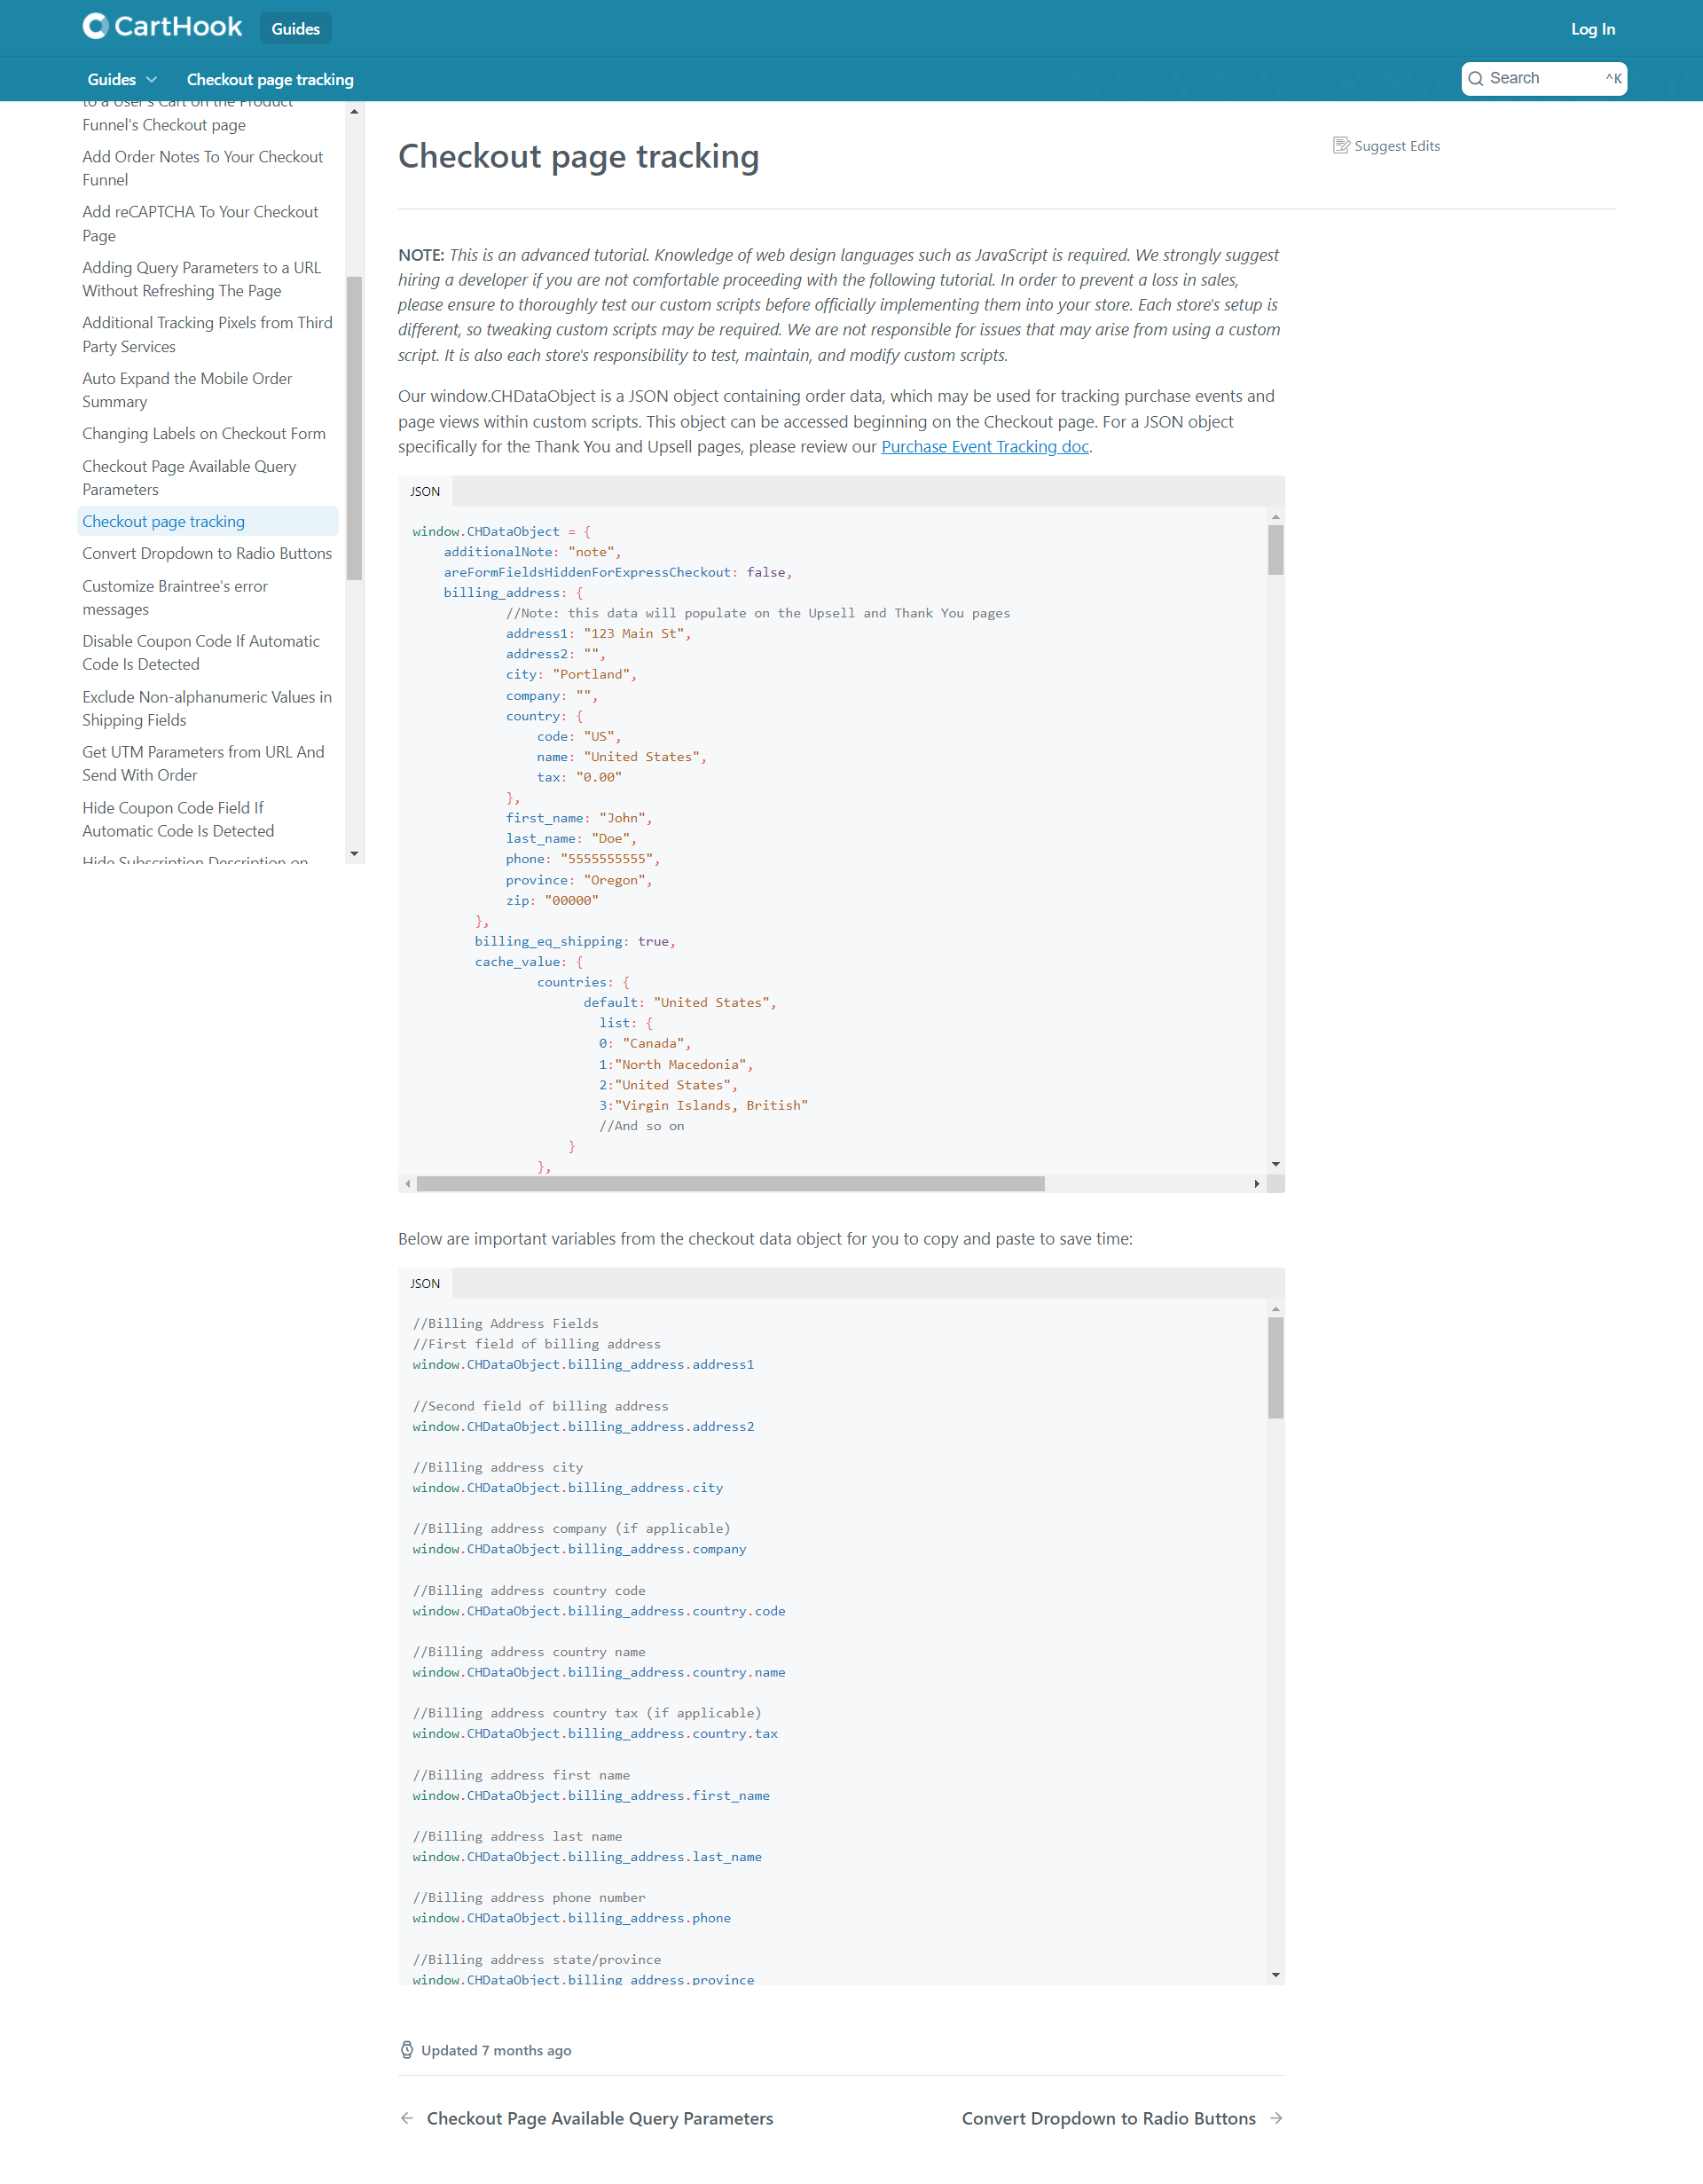 CartHook
Guides
Log In
Guides
Checkout page tracking
Search
^K
to a User's Cart on the Product
Funnel's Checkout page
Add Order Notes To Your Checkout
Funnel
Add reCAPTCHA To Your Checkout
Page
Adding Query Parameters to a URL
Without Refreshing The Page
Additional Tracking Pixels from Third
Party Services
Auto Expand the Mobile Order
Summary
Changing Labels on Checkout Form
Checkout Page Available Query
Parameters
Checkout page tracking
Convert Dropdown to Radio Buttons
Customize Braintree's error
messages
Disable Coupon Code If Automatic
Code Is Detected
Exclude Non-alphanumeric Values in
Shipping Fields
Get UTM Parameters from URL And
Send With Order
Hide Coupon Code Field If
Automatic Code Is Detected
Hide Subscription Description on
Checkout page tracking
Suggest Edits
NOTE: This is an advanced tutorial. Knowledge of web design languages such as JavaScript is required. We strongly suggest
hiring a developer if you are not comfortable proceeding with the following tutorial. In order to prevent a loss in sales,
please ensure to thoroughly test our custom scripts before officially implementing them into your store. Each store's setup is
different, so tweaking custom scripts may be required. We are not responsible for issues that may arise from using a custom
script. It is also each store's responsibility to test, maintain, and modify custom scripts.
Our window.CHDataObject is a JSON object containing order data, which may be used for tracking purchase events and
page views within custom scripts. This object can be accessed beginning on the Checkout page. For a JSON object
specifically for the Thank You and Upsell pages, please review our Purchase Event Tracking doc.
JSON
window.CHDataObject = {
additionalNote: "note",
areFormFieldsHiddenForExpressCheckout: false,
billing_address: {
//Note: this data will populate on the Upsell and Thank You pages
address1: "123 Main St",
address2: "",
city: "Portland",
company: "",
country: {
code: "US",
name: "United States",
tax: "0.00"
},
first_name: "John",
last_name: "Doe",
phone: "5555555555",
province: "Oregon",
zip: "00000"
},
billing_eq_shipping: true,
cache_value: {
countries: {
default: "United States",
list: {
0: "Canada",
1:"North Macedonia",
2:"United States",
3:"Virgin Islands, British"
//And so on
}
},
Below are important variables from the checkout data object for you to copy and paste to save time:
JSON
//Billing Address Fields
//First field of billing address
window.CHDataObject.billing_address.address1
//Second field of billing address
window.CHDataObject.billing_address.address2
//Billing address city
window.CHDataObject.billing_address.city
//Billing address company (if applicable)
window.CHDataObject.billing_address.company
//Billing address country code
window.CHDataObject.billing_address.country.code
//Billing address country name
window.CHDataObject.billing_address.country.name
//Billing address country tax (if applicable)
window.CHDataObject.billing_address.country.tax
//Billing address first name
window.CHDataObject.billing_address.first_name
//Billing address last name
window.CHDataObject.billing_address.last_name
//Billing address phone number
window.CHDataObject.billing_address.phone
//Billing address state/province
window.CHDataObject.billing_address.province
Updated 7 months ago
Checkout Page Available Query Parameters
Convert Dropdown to Radio Buttons